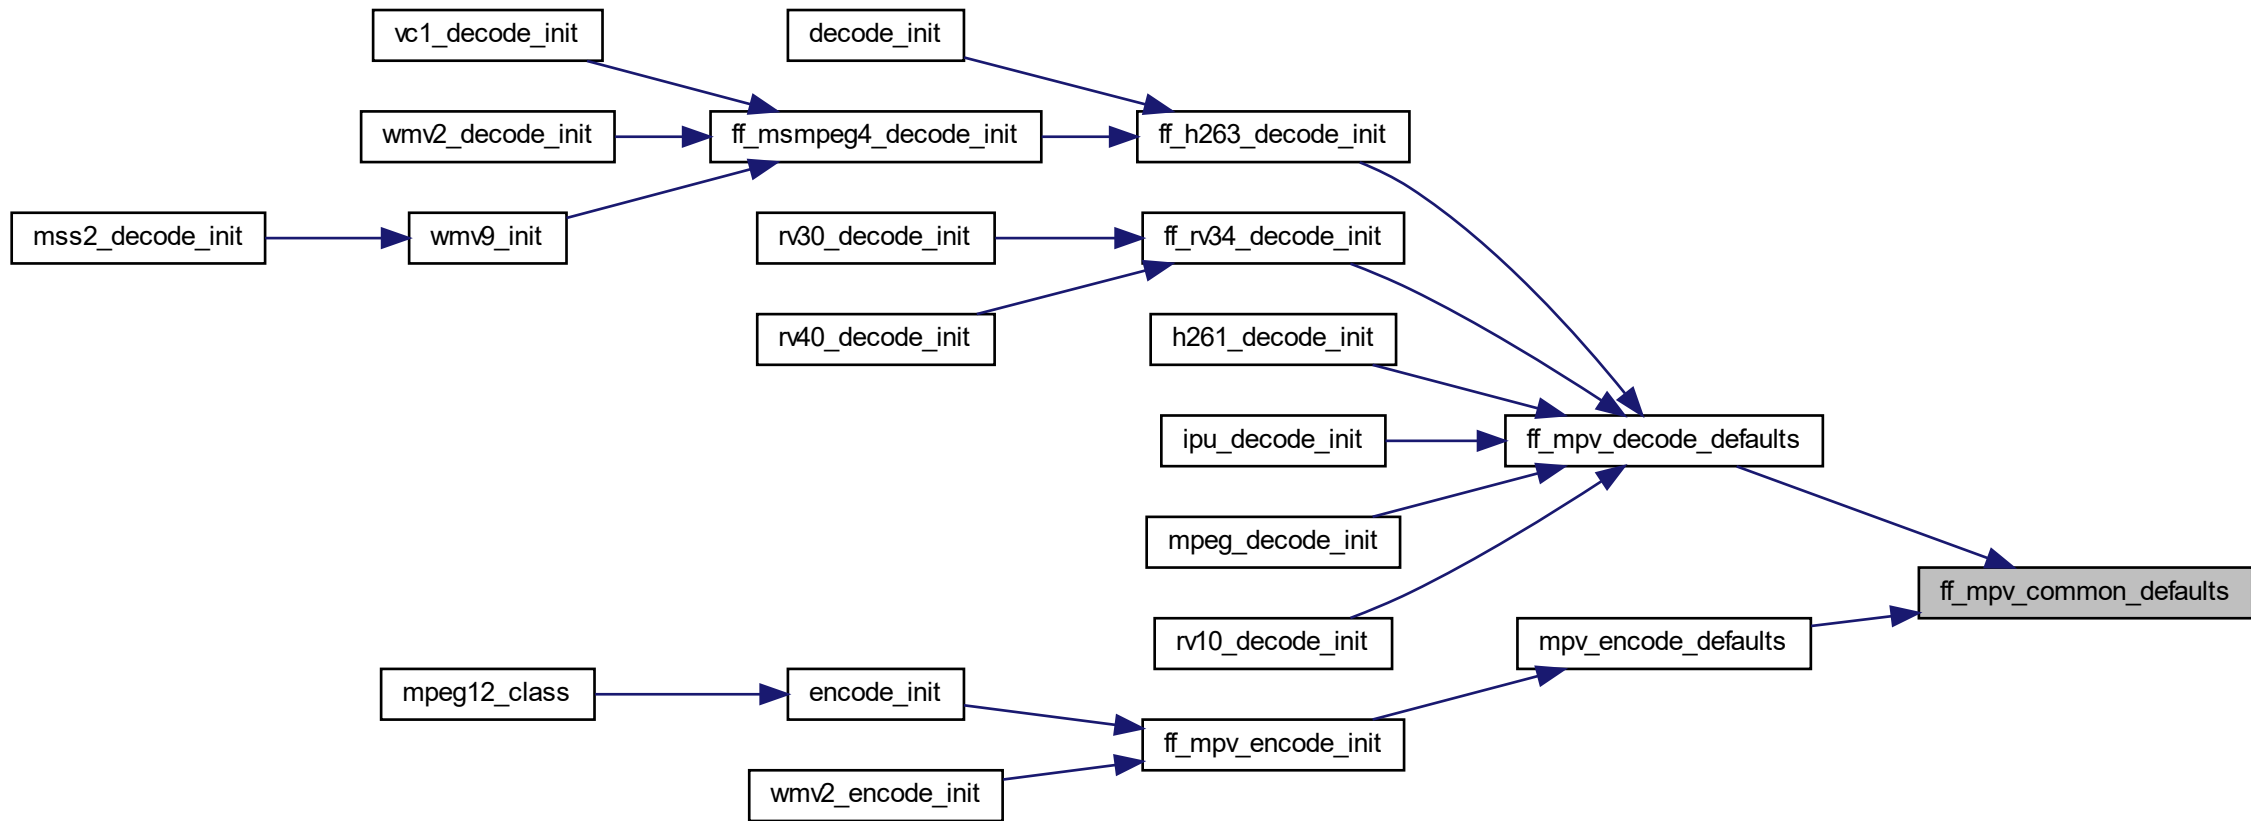 vc1_decode_init
decode_init
wmv2_decode_init
ff_msmpeg4_decode_init
ff_h263_decode_init
mss2_decode_init
wmv9_init
rv30_decode_init
ff_rv34_decode_init
rv40_decode_init
h261_decode_init
ipu_decode_init
ff_mpv_decode_defaults
mpeg_decode_init
ff_mpv_common_defaults
rv10_decode_init
mpv_encode_defaults
mpeg12_class
encode_init
ff_mpv_encode_init
wmv2_encode_init